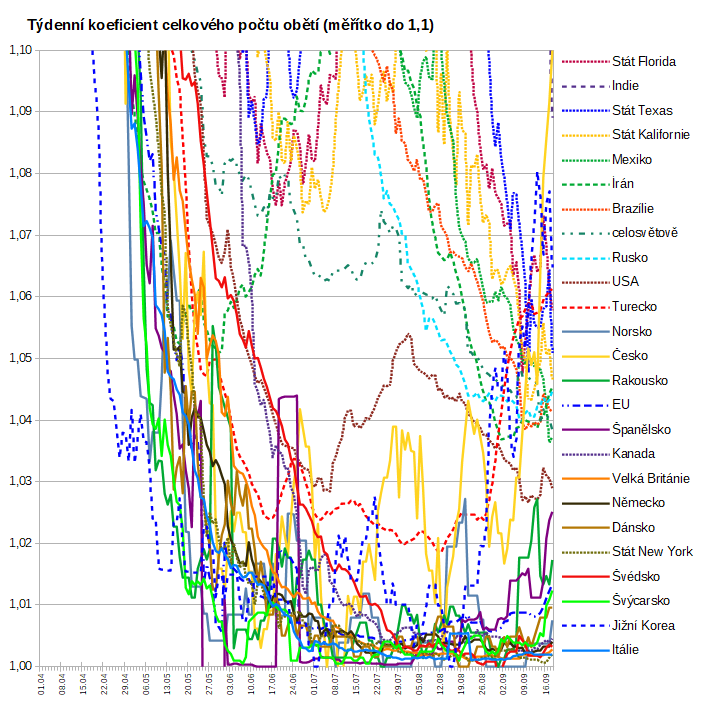 Týdenní koeficient celkového počtu obětí (měřítko do 1,1)
1,10
1,09
1,08
1,07
1,06
1,05
1,04
1,03
1,02
1,01
1,00
01.04
08.04
15.04
22.04
29.04
06.05
13.05
20.05
27.05
03.06
10.06
17.06
24.06
01.07
08.07
15.07
22.07
29.07
05.08
12.08
19.08
26.08
02.09
09.09
16.09
Stát Florida
Indie
Stát Texas
Stát Kalifornie
Mexiko
Írán
Brazílie
celosvětově
Rusko
USA
Turecko
Norsko
Česko
Rakousko
EU
Španělsko
Kanada
Velká Británie
Německo
Dánsko
Stát New York
Švédsko
Švýcarsko
Jižní Korea
Itálie